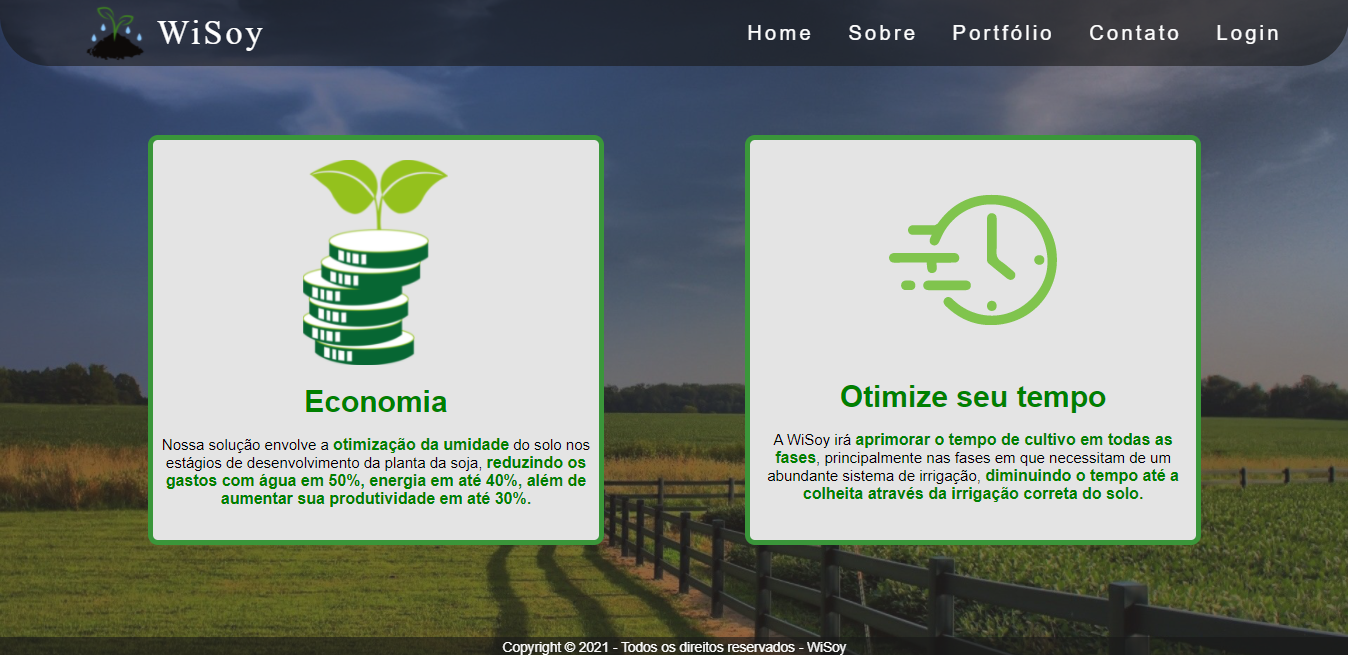 WiSoy
Home Sobre Portfólio Contato Login
Economia
Nossa solução envolve a otimização da umidade do solo nos
estágios de desenvolvimento da planta da soja, reduzindo os
gastos com água em 50%, energia em até 40%, além de
aumentar sua produtividade em até 30%.
Otimize seu tempo
A WiSoy irá aprimorar o tempo de cultivo em todas as
fases, principalmente nas fases em que necessitam de um
abundante sistema de irrigação, diminuindo o tempo até a
colheita através da irrigação correta do solo.
Copyright © 2021 - Todos os direitos reservados - WiSoy